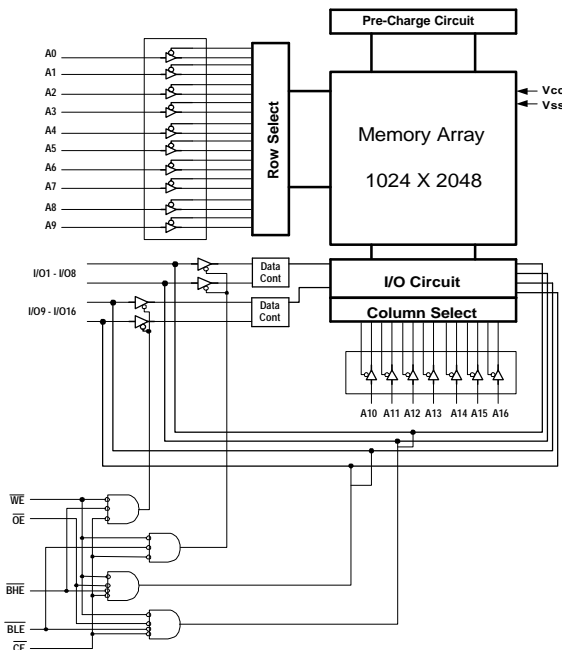 Pre-Charge Circuit
A0
A1
A2
A3
A4
A5
A6
A7
A8
A9
Row Select
Memory Array
1024 X 2048
Vcc
Vss
I/O1 - I/O8
I/O9 - I/O16
Data
Cont
Data
Cont
I/O Circuit
Column Select
A10 A11 A12 A13 A14 A15 A16
WE
OE
BHE
BLE
CE